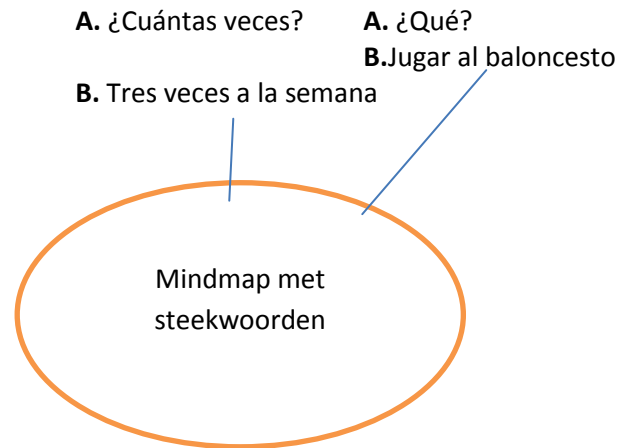 A. ¿Cuántas veces?
B. Tres veces a la semana
A. ¿Qué?
B.Jugar al baloncesto
Mindmap met
steekwoorden